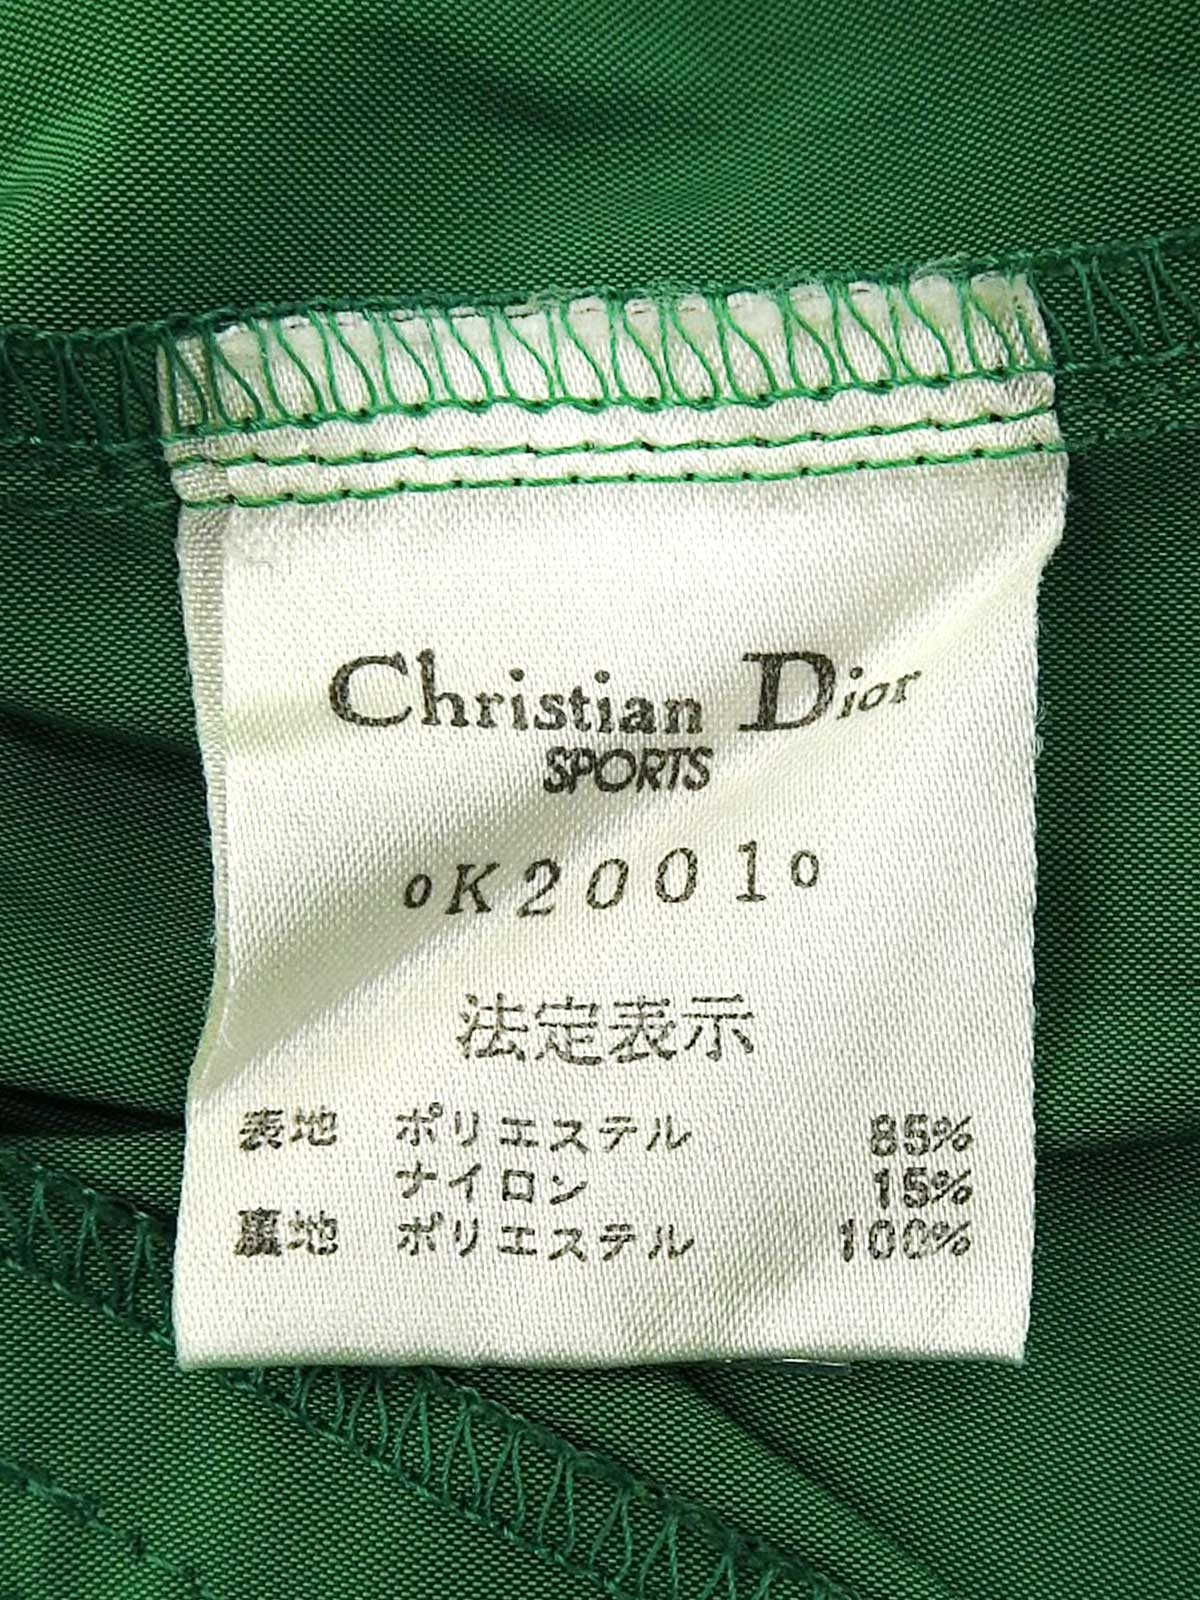 Christian Dior
SPORTS
oK2001o
法定表示
表地 ポリエステル 85%
ナイロン 15%
裏地 ポリエステル 100%